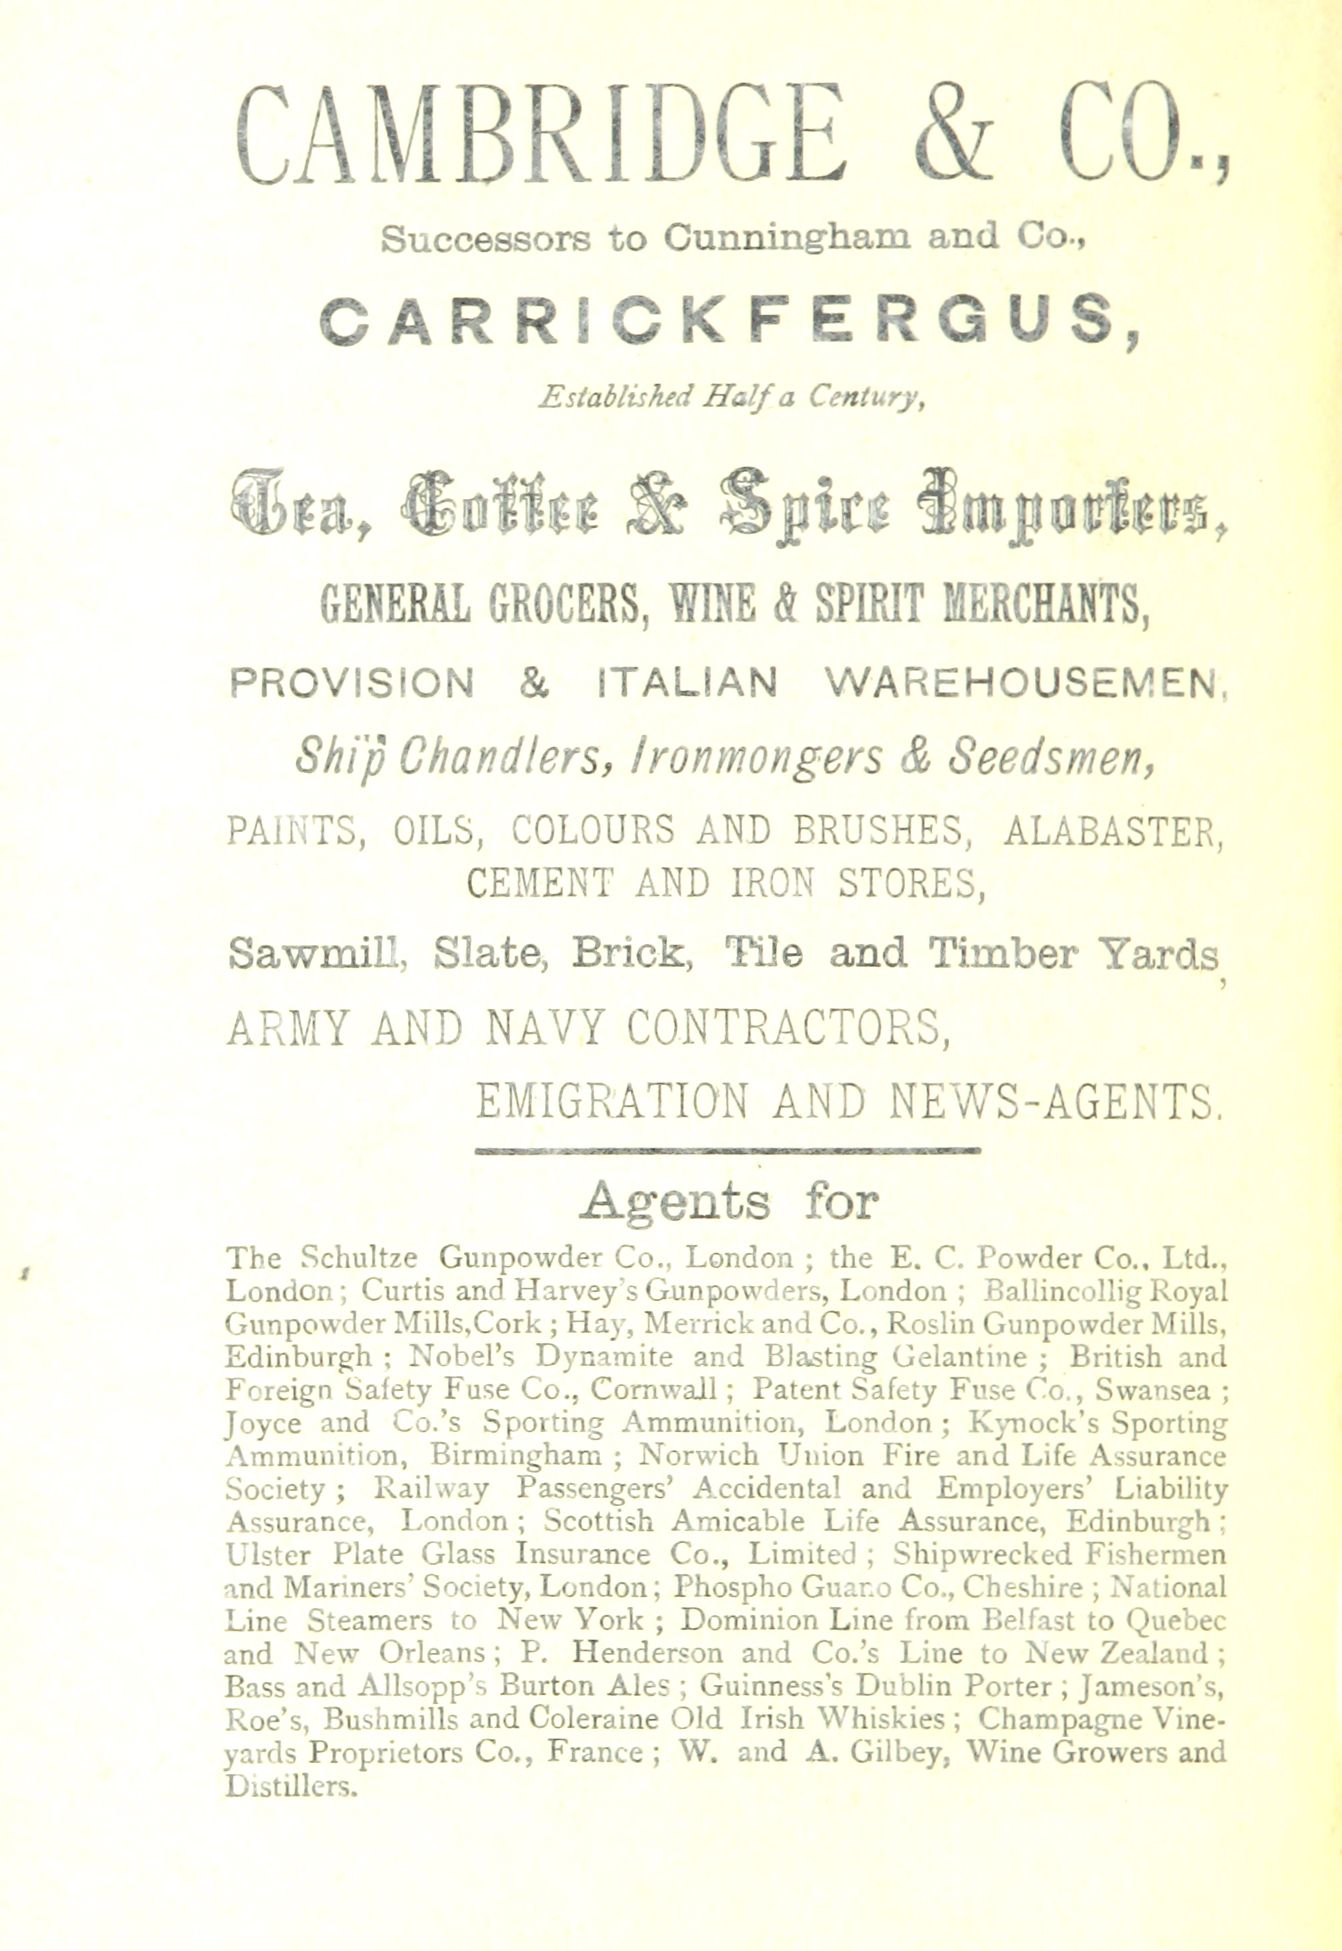 CAMBRIDGE & CO.,
Successors to Cunningham and Co.,
CARRICKFERGUS,
Established Half a Century,
Tea, Coffee & Spice Importers,
GENERAL GROCERS, WINE & SPIRIT MERCHANTS,
PROVISION & ITALIAN WAREHOUSEMEN,
Ship Chandlers, Ironmongers & Seedsmen,
PAINTS, OILS, COLOURS AND BRUSHES, ALABASTER,
CEMENT AND IRON STORES,
Sawmill, Slate, Brick, Tile and Timber Yards,
ARMY AND NAVY CONTRACTORS,
EMIGRATION AND NEWS-AGENTS.
Agents for
The Schultze Gunpowder Co., London ; the E. C. Powder Co., Ltd.,
London ; Curtis and Harvey's Gunpowders, London ; Ballincollig Royal
Gunpowder Mills, Cork ; Hay, Merrick and Co., Roslin Gunpowder Mills,
Edinburgh ; Nobel's Dynamite and Blasting Gelantine ; British and
Foreign Safety Fuse Co., Cornwall ; Patent Safety Fuse Co., Swansea ;
Joyce and Co.'s Sporting Ammunition, London ; Kynock's Sporting
Ammunition, Birmingham ; Norwich Union Fire and Life Assurance
Society ; Railway Passengers' Accidental and Employers' Liability
Assurance, London ; Scottish Amicable Life Assurance, Edinburgh ;
Ulster Plate Glass Insurance Co., Limited ; Shipwrecked Fishermen
and Mariners' Society, London ; Phospho Guano Co., Cheshire ; National
Line Steamers to New York ; Dominion Line from Belfast to Quebec
and New Orleans ; P. Henderson and Co.'s Line to New Zealand ;
Bass and Allsopp's Burton Ales ; Guinness's Dublin Porter ; Jameson's,
Roe's, Bushmills and Coleraine Old Irish Whiskies ; Champagne Vine-
yards Proprietors Co., France ; W. and A. Gilbey, Wine Growers and
Distillers.